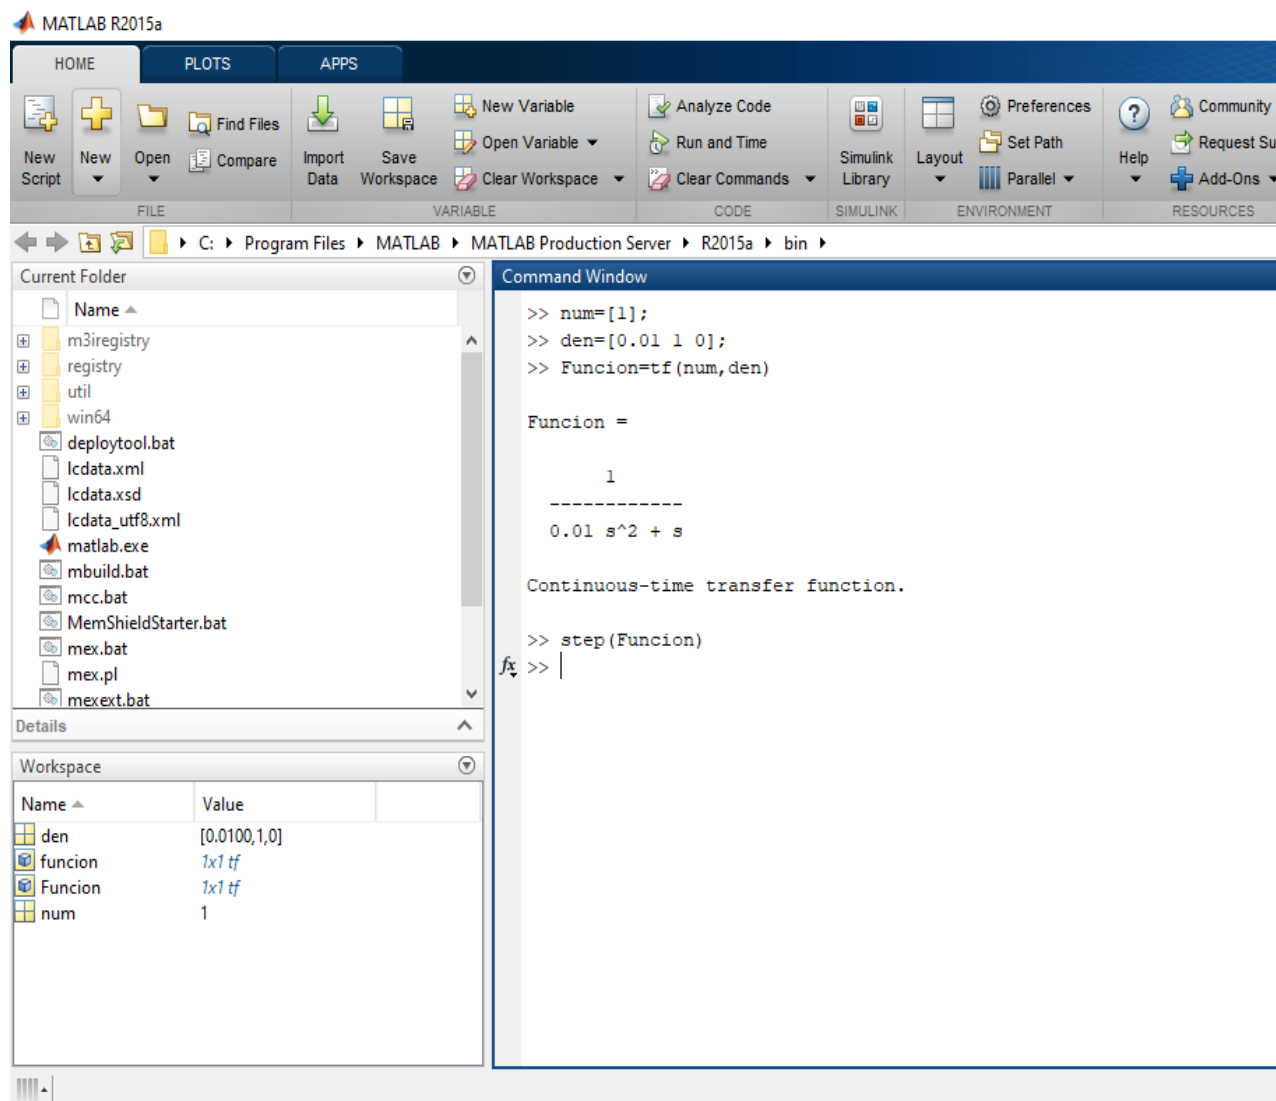 MATLAB R2015a
HOME PLOTS APPS
New Script
New
Open
Find Files
Compare
FILE
Import Data
Save Workspace
New Variable
Open Variable
Clear Workspace
VARIABLE
Analyze Code
Run and Time
Clear Commands
CODE
Simulink Library
SIMULINK
Layout
Preferences
Set Path
Parallel
ENVIRONMENT
Help
Community
Request Su
Add-Ons
RESOURCES
C: Program Files MATLAB MATLAB Production Server R2015a bin
Current Folder
Name
m3iregistry
registry
util
win64
deploytool.bat
lcdata.xml
lcdata.xsd
lcdata_utf8.xml
matlab.exe
mbuild.bat
mcc.bat
MemShieldStarter.bat
mex.bat
mex.pl
mexext.bat
Details
Workspace
Name Value
den [0.0100,1,0]
funcion 1x1 tf
Funcion 1x1 tf
num 1
Command Window
>> num=[1];
>> den=[0.01 1 0];
>> Funcion=tf(num,den)
Funcion =
1
------------
0.01 s^2 + s
Continuous-time transfer function.
>> step(Funcion)
fx >>